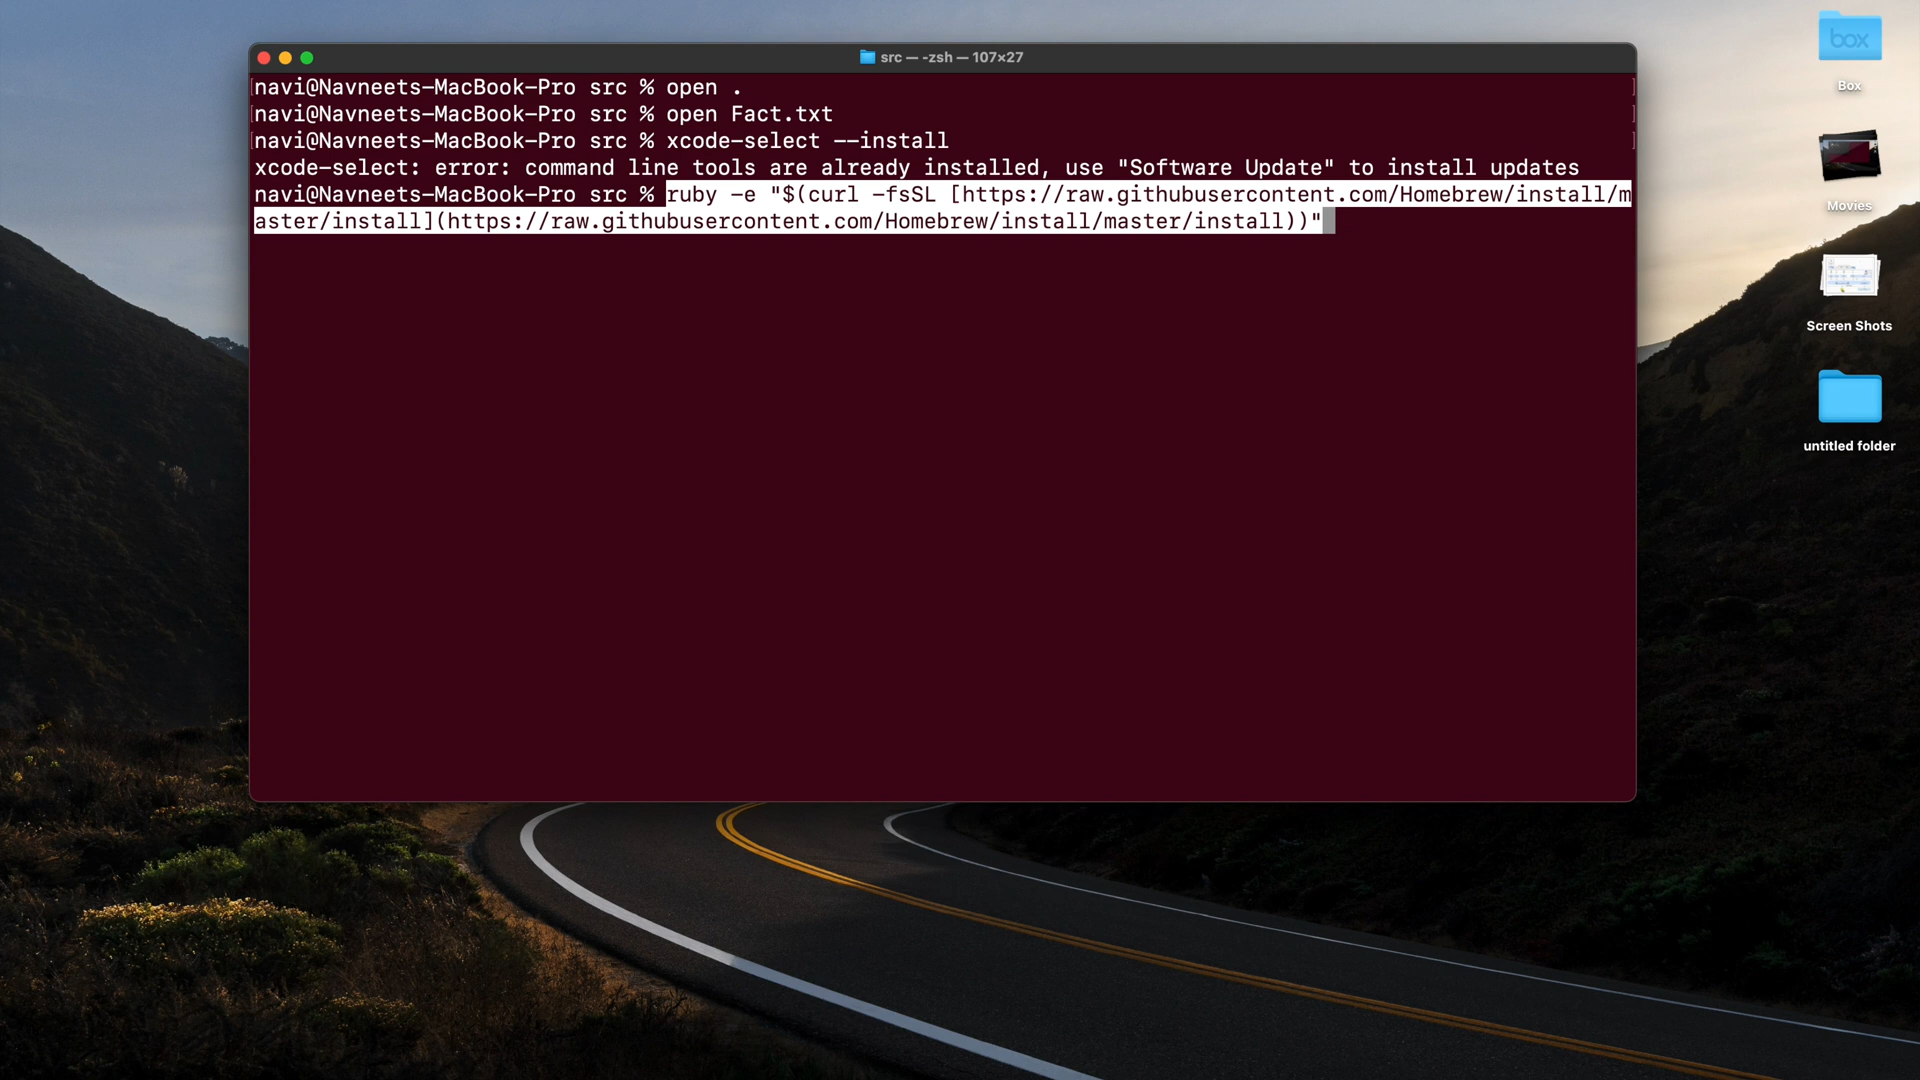 src — -zsh — 107×27
navi@Navneets-MacBook-Pro src % open .
navi@Navneets-MacBook-Pro src % open Fact.txt
navi@Navneets-MacBook-Pro src % xcode-select --install
xcode-select: error: command line tools are already installed, use "Software Update" to install updates
navi@Navneets-MacBook-Pro src % ruby -e "$(curl -fsSL [https://raw.githubusercontent.com/Homebrew/install/m
aster/install](https://raw.githubusercontent.com/Homebrew/install/master/install))"
box
Box
Movies
Screen Shots
untitled folder